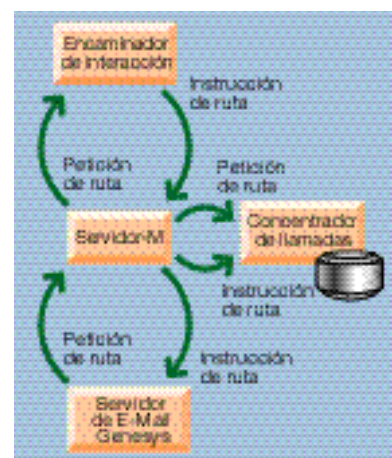 Encaminador
de Interacción
Instrucción
de ruta
Petición
de ruta
Petición
de ruta
Servidor-M
Concentrador
de llamadas
Instrucción
de ruta
Petición
de ruta
Instrucción
de ruta
Servidor
de E-Mail
Genesys